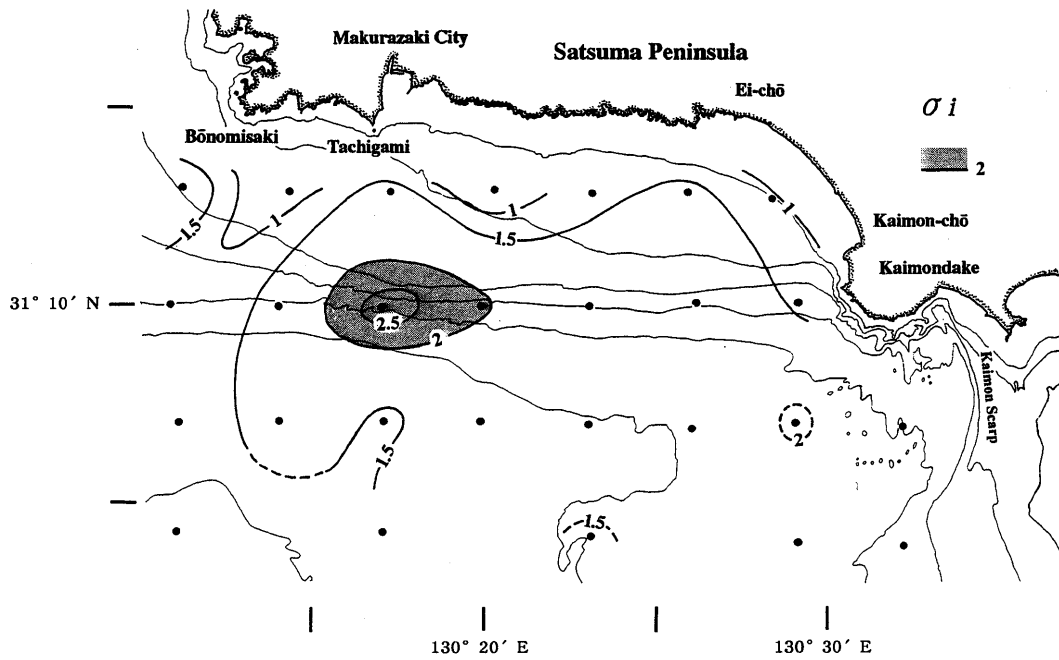 Makurazaki City
Satsuma Peninsula
Ei-chō
σ i
2
Bōnomisaki
Tachigami
2
1.5
1
1
1.5
1
Kaimon-chō
Kaimondake
31° 10′ N
2.5
2
Kaimon Scarp
1.5
2
1.5
130° 20′ E
130° 30′ E